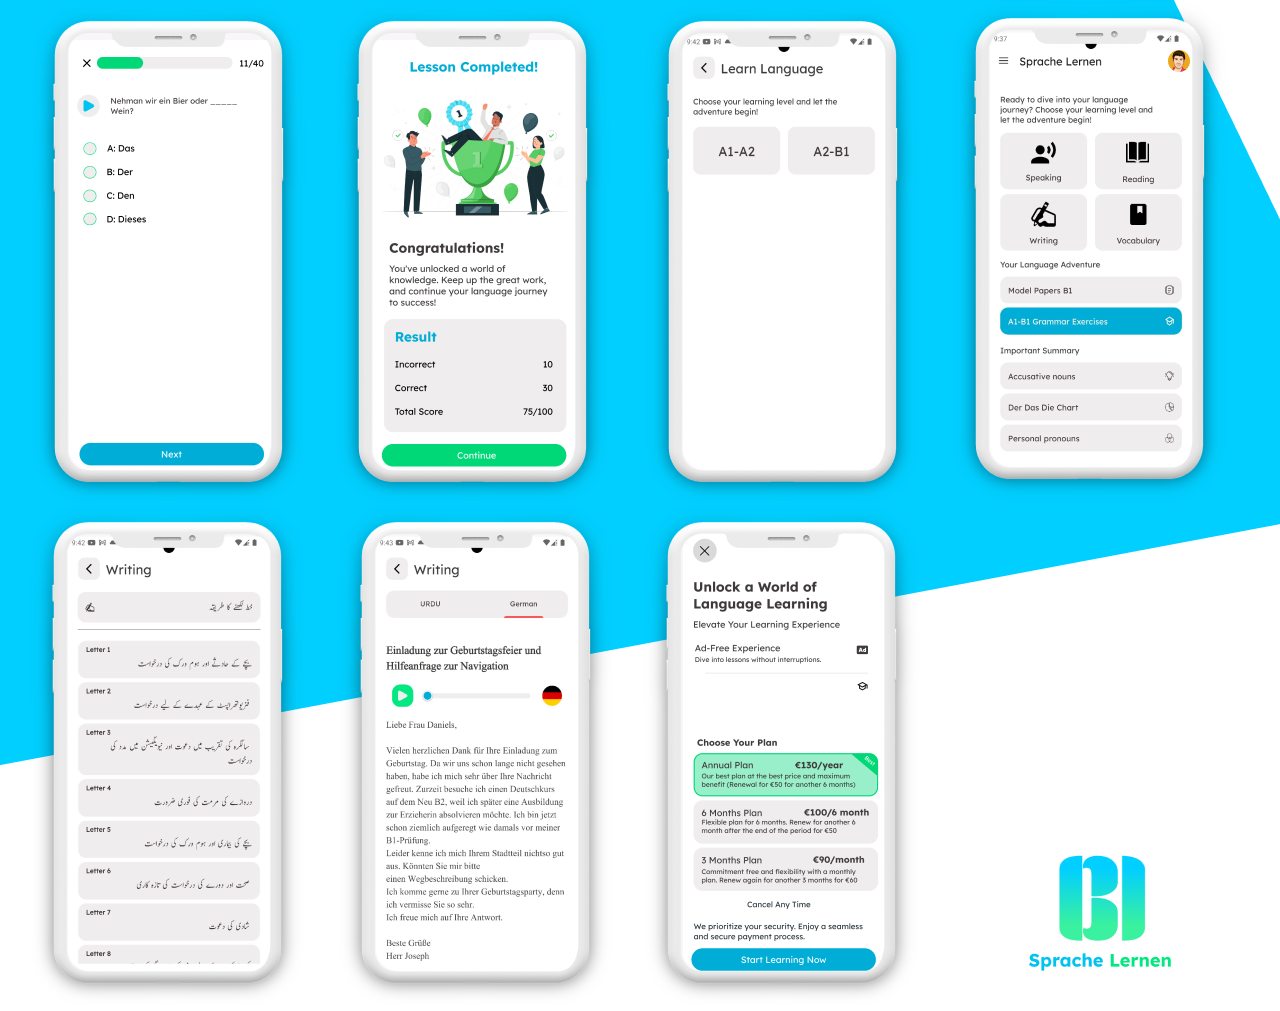 11/40
Nehman wir ein Bier oder _____
Wein?
A: Das
B: Der
C: Den
D: Dieses
Next
Lesson Completed!
1
1
Congratulations!
You've unlocked a world of
knowledge. Keep up the great work,
and continue your language journey
to success!
Result
Incorrect 10
Correct 30
Total Score 75/100
Continue
9:42
Learn Language
Choose your learning level and let the
adventure begin!
A1-A2
A2-B1
9:37
Sprache Lernen
Ready to dive into your language
journey? Choose your learning level and
let the adventure begin!
Speaking
Reading
Writing
Vocabulary
Your Language Adventure
Model Papers B1
A1-B1 Grammar Exercises
Important Summary
Accusative nouns
Der Das Die Chart
Personal pronouns
9:42
Writing
خط لکھنے کا طریقہ
Letter 1
بچے کے حادثے اور ہوم ورک کی درخواست
Letter 2
فزیوتھراپسٹ کے عہدے کے لیے درخواست
Letter 3
سالگرہ کی تقریب میں دعوت اور نیویگیشن میں مدد کی
درخواست
Letter 4
دروازے کی مرمت کی فوری ضرورت
Letter 5
بچے کی بیماری اور ہوم ورک کی درخواست
Letter 6
صحت اور دورے کی درخواست کی تازہ کاری
Letter 7
شادی کی دعوت
Letter 8
9:43
Writing
URDU
German
Einladung zur Geburtstagsfeier und
Hilfeanfrage zur Navigation
Liebe Frau Daniels,
Vielen herzlichen Dank für Ihre Einladung zum
Geburtstag. Da wir uns schon lange nicht gesehen
haben, habe ich mich sehr über Ihre Nachricht
gefreut. Zurzeit besuche ich einen Deutschkurs
auf dem Neu B2, weil ich später eine Ausbildung
zur Erzieherin absolvieren möchte. Ich bin jetzt
schon ziemlich aufgeregt wie damals vor meiner
B1-Prüfung.
Leider kenne ich mich Ihrem Stadtteil nichtso gut
aus. Könnten Sie mir bitte
einen Wegbeschreibung schicken.
Ich komme gerne zu Ihrer Geburtstagsparty, denn
ich vermisse Sie so sehr.
Ich freue mich auf Ihre Antwort.
Beste Grüße
Herr Joseph
Unlock a World of
Language Learning
Elevate Your Learning Experience
Ad-Free Experience
Ad
Dive into lessons without interruptions.
Choose Your Plan
Annual Plan €130/year
Best
Our best plan at the best price and maximum
benefit (Renewal for €50 for another 6 months)
6 Months Plan €100/6 month
Flexible plan for 6 months. Renew for another 6
month after the end of the period for €50
3 Months Plan €90/month
Commitment free and flexibility with a monthly
plan. Renew again for another 3 months for €60
Cancel Any Time
We prioritize your security. Enjoy a seamless
and secure payment process.
Start Learning Now
Sprache Lernen